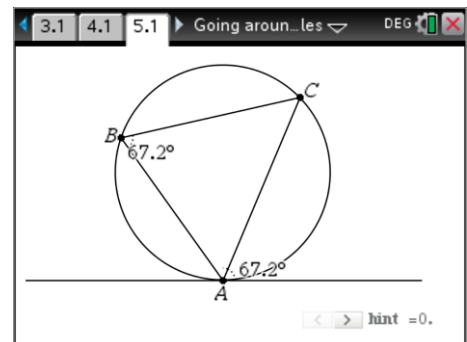 3.1 4.1 5.1 Going aroun...les DEG
C
B
67.2°
67.2°
A
hint =0.